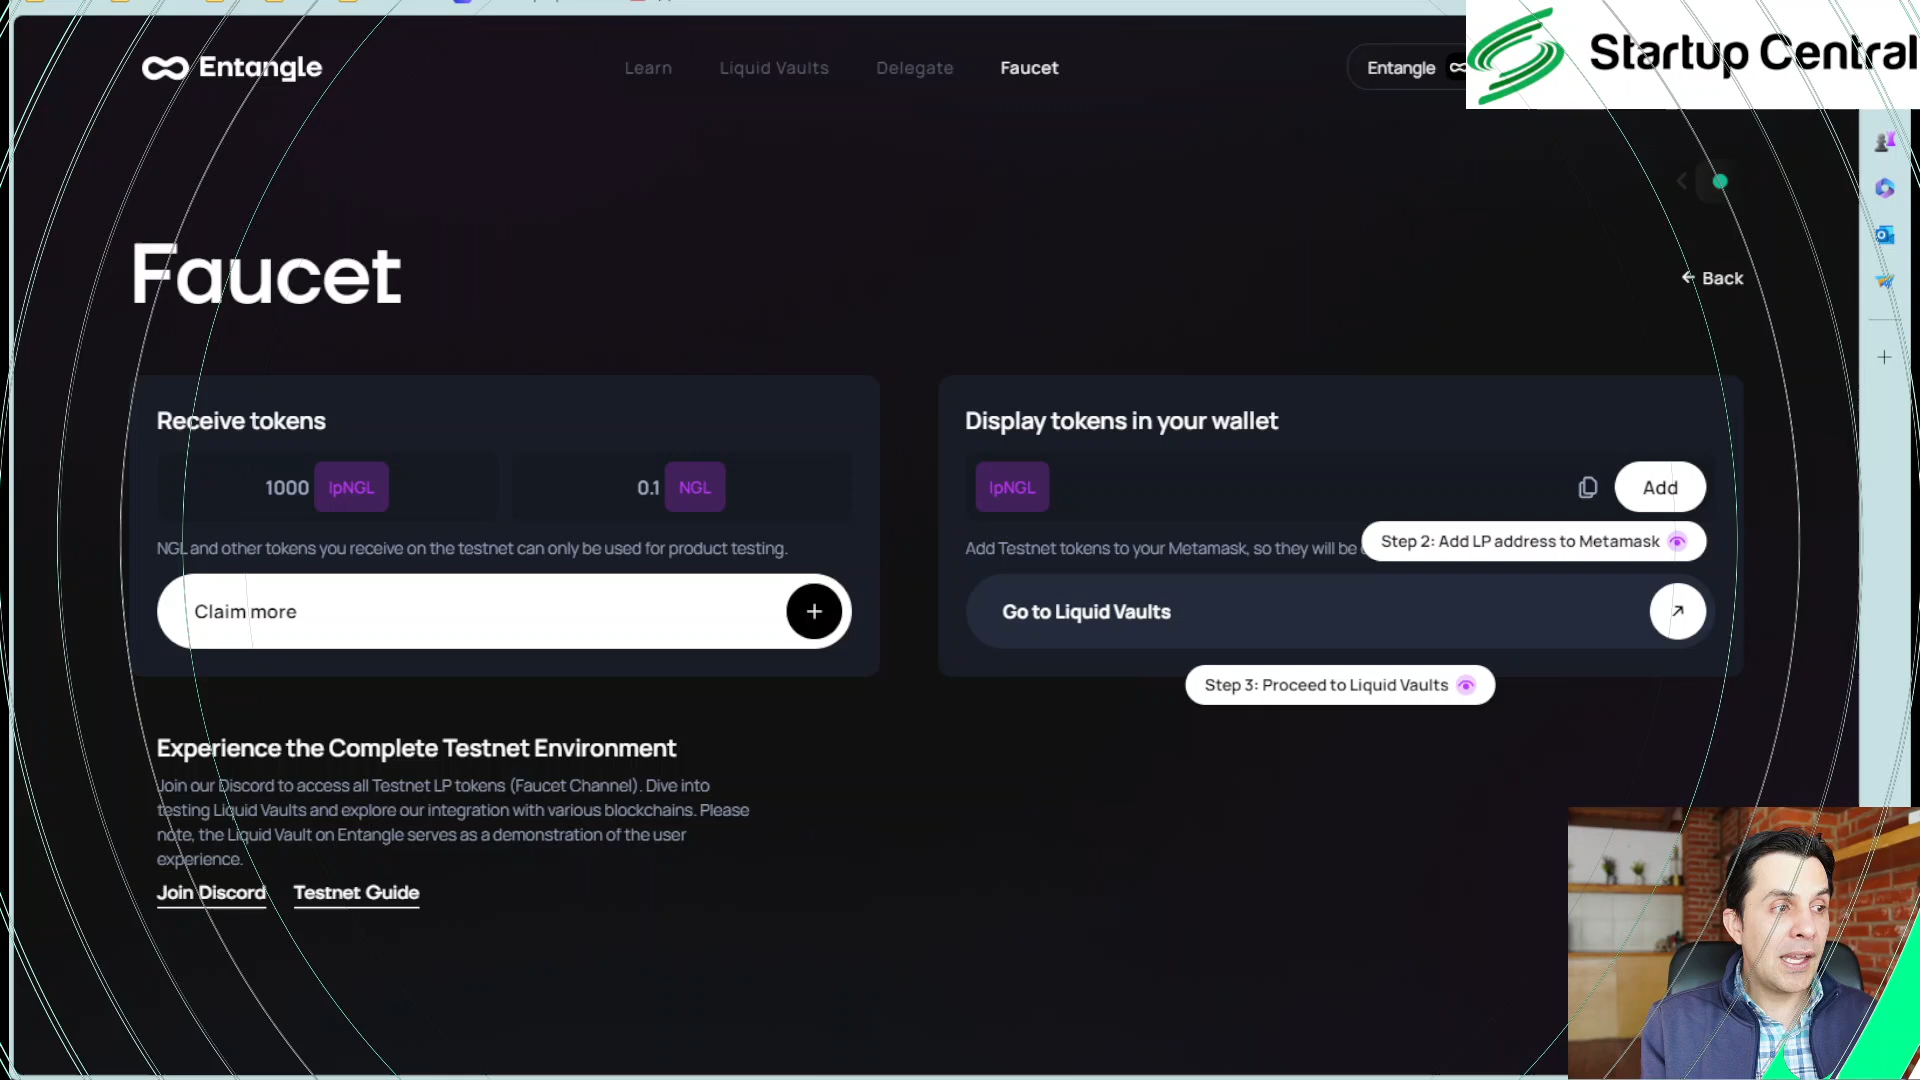 Entangle
Learn
Liquid Vaults
Delegate
Faucet
Entangle
Startup Central
Faucet
Back
Receive tokens
1000 lpNGL
0.1 NGL
NGL and other tokens you receive on the testnet can only be used for product testing.
Claim more
Display tokens in your wallet
lpNGL
Add
Add Testnet tokens to your Metamask, so they will be
Step 2: Add LP address to Metamask
Go to Liquid Vaults
Step 3: Proceed to Liquid Vaults
Experience the Complete Testnet Environment
Join our Discord to access all Testnet LP tokens (Faucet Channel). Dive into
testing Liquid Vaults and explore our integration with various blockchains. Please
note, the Liquid Vault on Entangle serves as a demonstration of the user
experience.
Join Discord
Testnet Guide